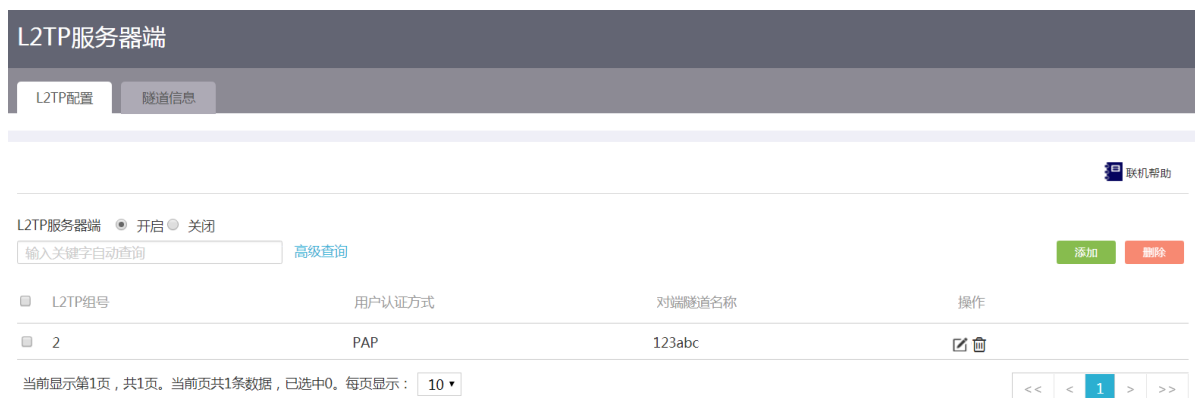 L2TP服务器端
L2TP配置 隧道信息
联机帮助
L2TP服务器端 开启 关闭
输入关键字自动查询 高级查询 添加 删除
L2TP组号 用户认证方式 对端隧道名称 操作
2 PAP 123abc
当前显示第1页，共1页。当前页共1条数据，已选中0。每页显示： 10 << < 1 > >>